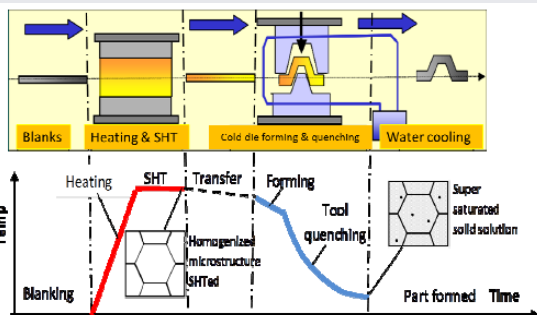 Blanks
Heating & SHT
Cold die forming & quenching
Water cooling
Heating
SHT
Transfer
Forming
Tool
quenching
Super
saturated
solid solution
Homogenized
microstructure
SHTed
Temp
Blanking
Part formed
Time